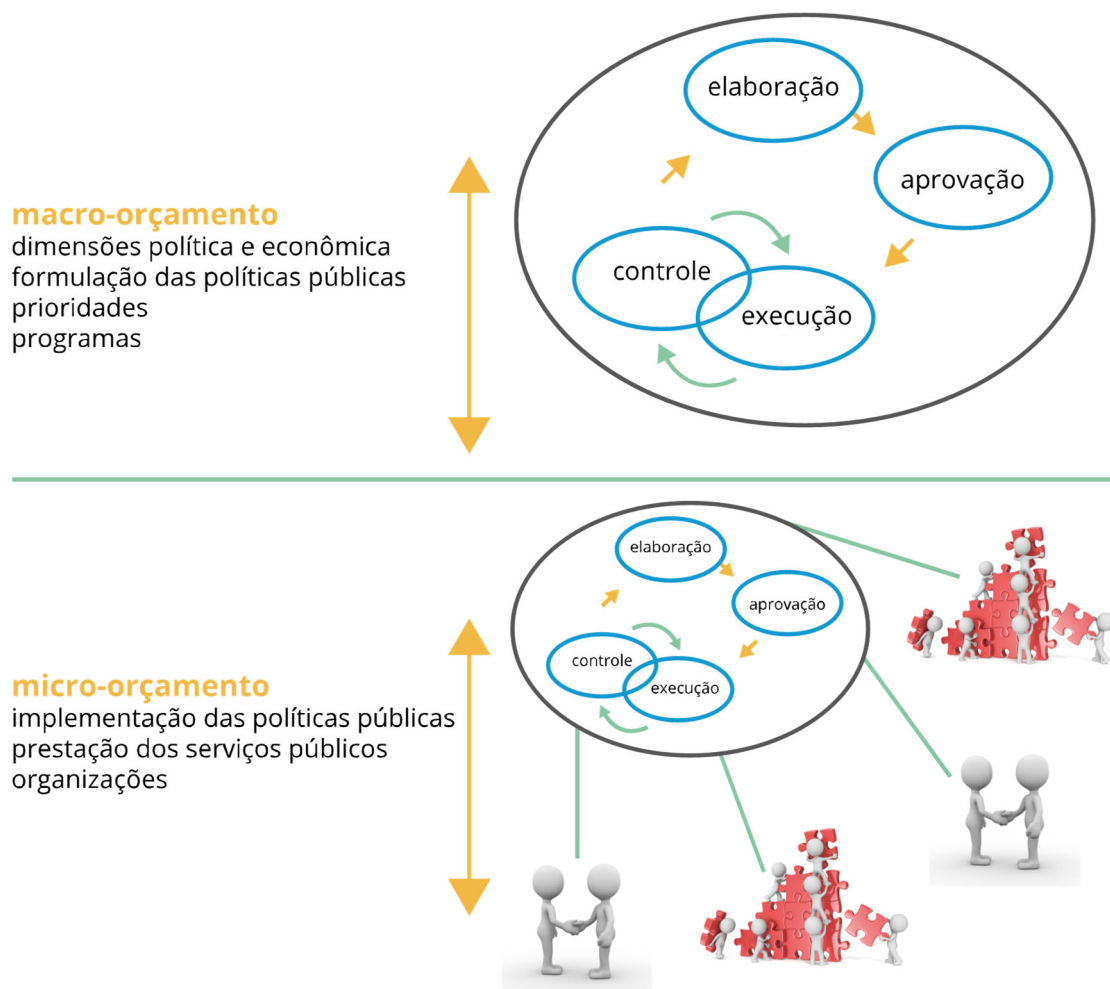 elaboração
aprovação
controle
execução
macro-orçamento
dimensões política e econômica
formulação das políticas públicas
prioridades
programas
elaboração
aprovação
controle
execução
micro-orçamento
implementação das políticas públicas
prestação dos serviços públicos
organizações